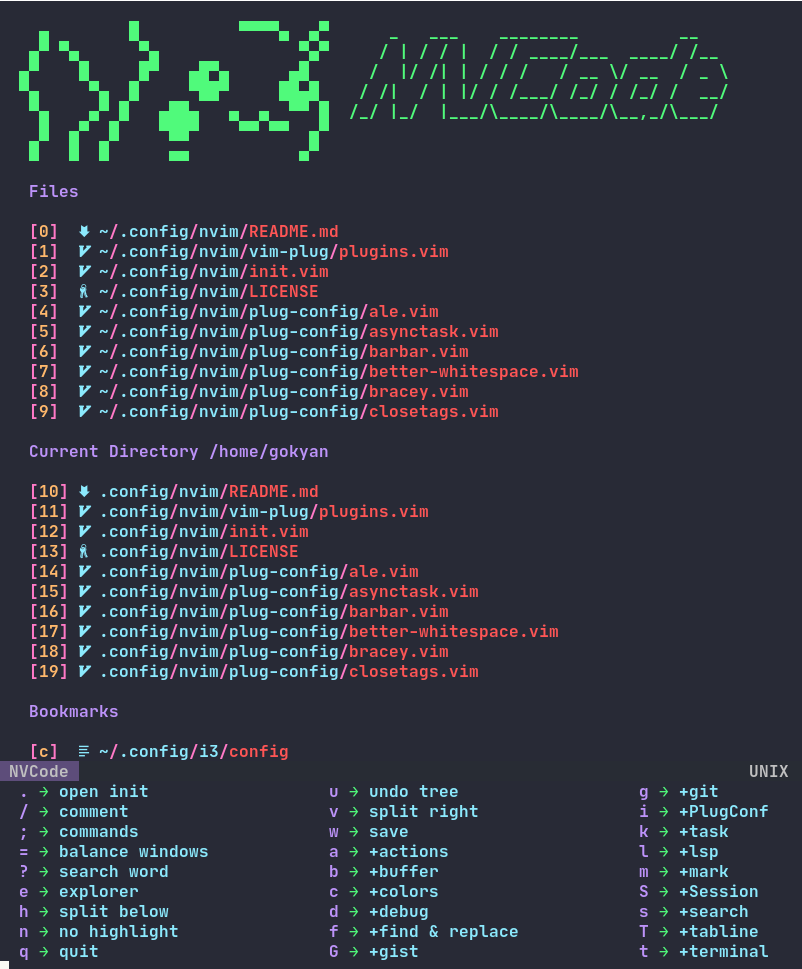 NVCode
Files
[0] ~/.config/nvim/README.md
[1] ~/.config/nvim/vim-plug/plugins.vim
[2] ~/.config/nvim/init.vim
[3] ~/.config/nvim/LICENSE
[4] ~/.config/nvim/plug-config/ale.vim
[5] ~/.config/nvim/plug-config/asynctask.vim
[6] ~/.config/nvim/plug-config/barbar.vim
[7] ~/.config/nvim/plug-config/better-whitespace.vim
[8] ~/.config/nvim/plug-config/bracey.vim
[9] ~/.config/nvim/plug-config/closetags.vim
Current Directory /home/gokyan
[10] .config/nvim/README.md
[11] .config/nvim/vim-plug/plugins.vim
[12] .config/nvim/init.vim
[13] .config/nvim/LICENSE
[14] .config/nvim/plug-config/ale.vim
[15] .config/nvim/plug-config/asynctask.vim
[16] .config/nvim/plug-config/barbar.vim
[17] .config/nvim/plug-config/better-whitespace.vim
[18] .config/nvim/plug-config/bracey.vim
[19] .config/nvim/plug-config/closetags.vim
Bookmarks
[c] ~/.config/i3/config
NVCode UNIX
. → open init u → undo tree g → +git
/ → comment v → split right i → +PlugConf
; → commands w → save k → +task
= → balance windows a → +actions l → +lsp
? → search word b → +buffer m → +mark
e → explorer c → +colors S → +Session
h → split below d → +debug s → +search
n → no highlight f → +find & replace T → +tabline
q → quit G → +gist t → +terminal